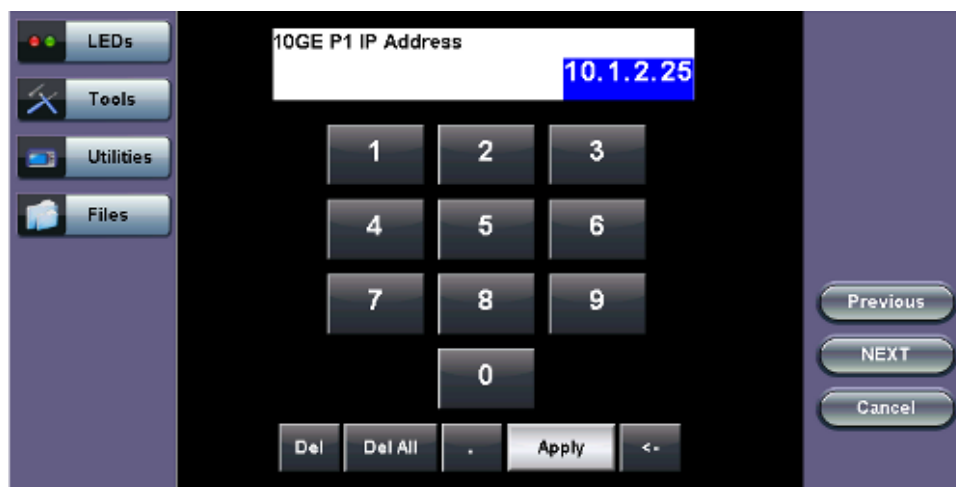 LEDs
Tools
Utilities
Files
10GE P1 IP Address
10.1.2.25
1 2 3
4 5 6
7 8 9
0
Del Del All . Apply <-
Previous
NEXT
Cancel